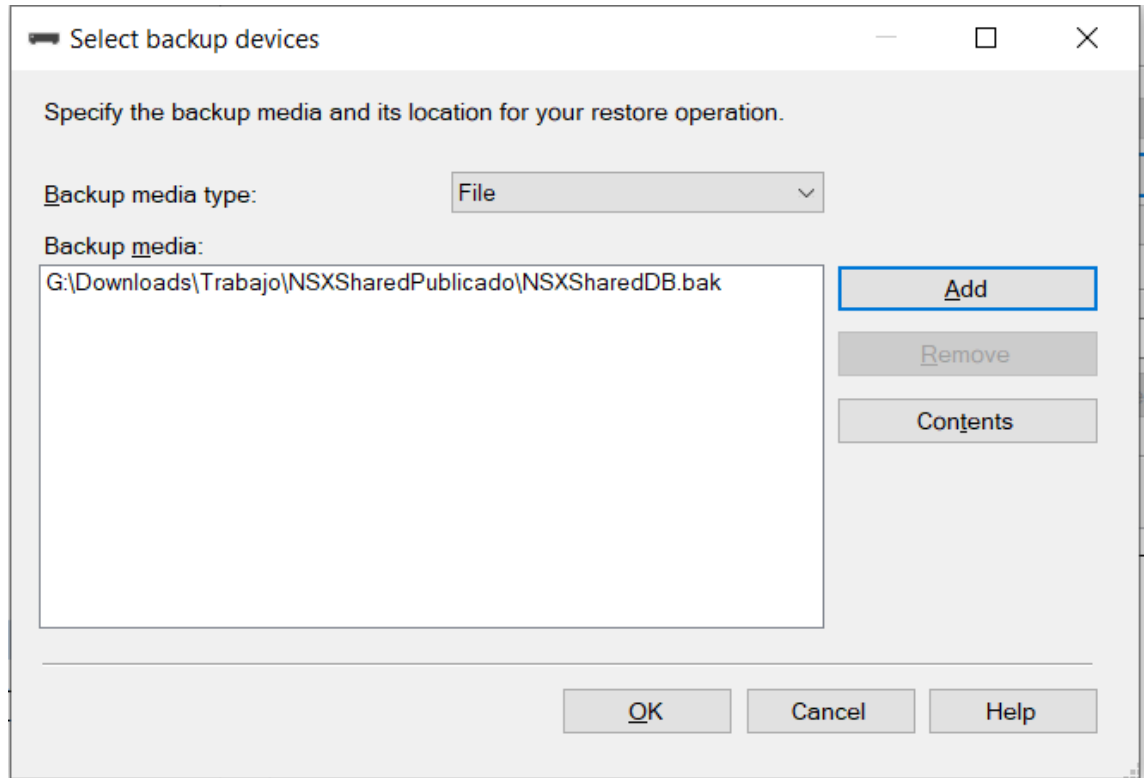 Select backup devices
Specify the backup media and its location for your restore operation.
Backup media type:
File
Backup media:
G:\Downloads\Trabajo\NSXSharedPublicado\NSXSharedDB.bak
Add
Remove
Contents
OK
Cancel
Help